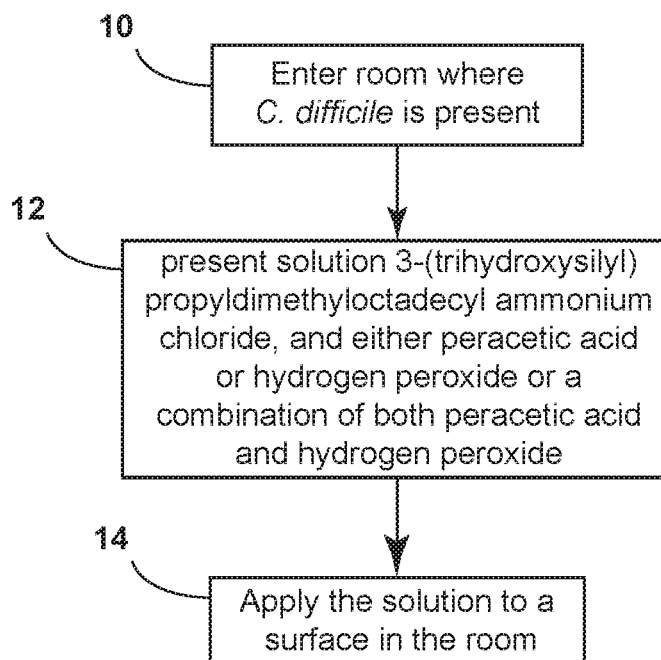 10
Enter room where
C. difficile is present
12
present solution 3-(trihydroxysilyl)
propyldimethyloctadecyl ammonium
chloride, and either peracetic acid
or hydrogen peroxide or a
combination of both peracetic acid
and hydrogen peroxide
14
Apply the solution to a
surface in the room